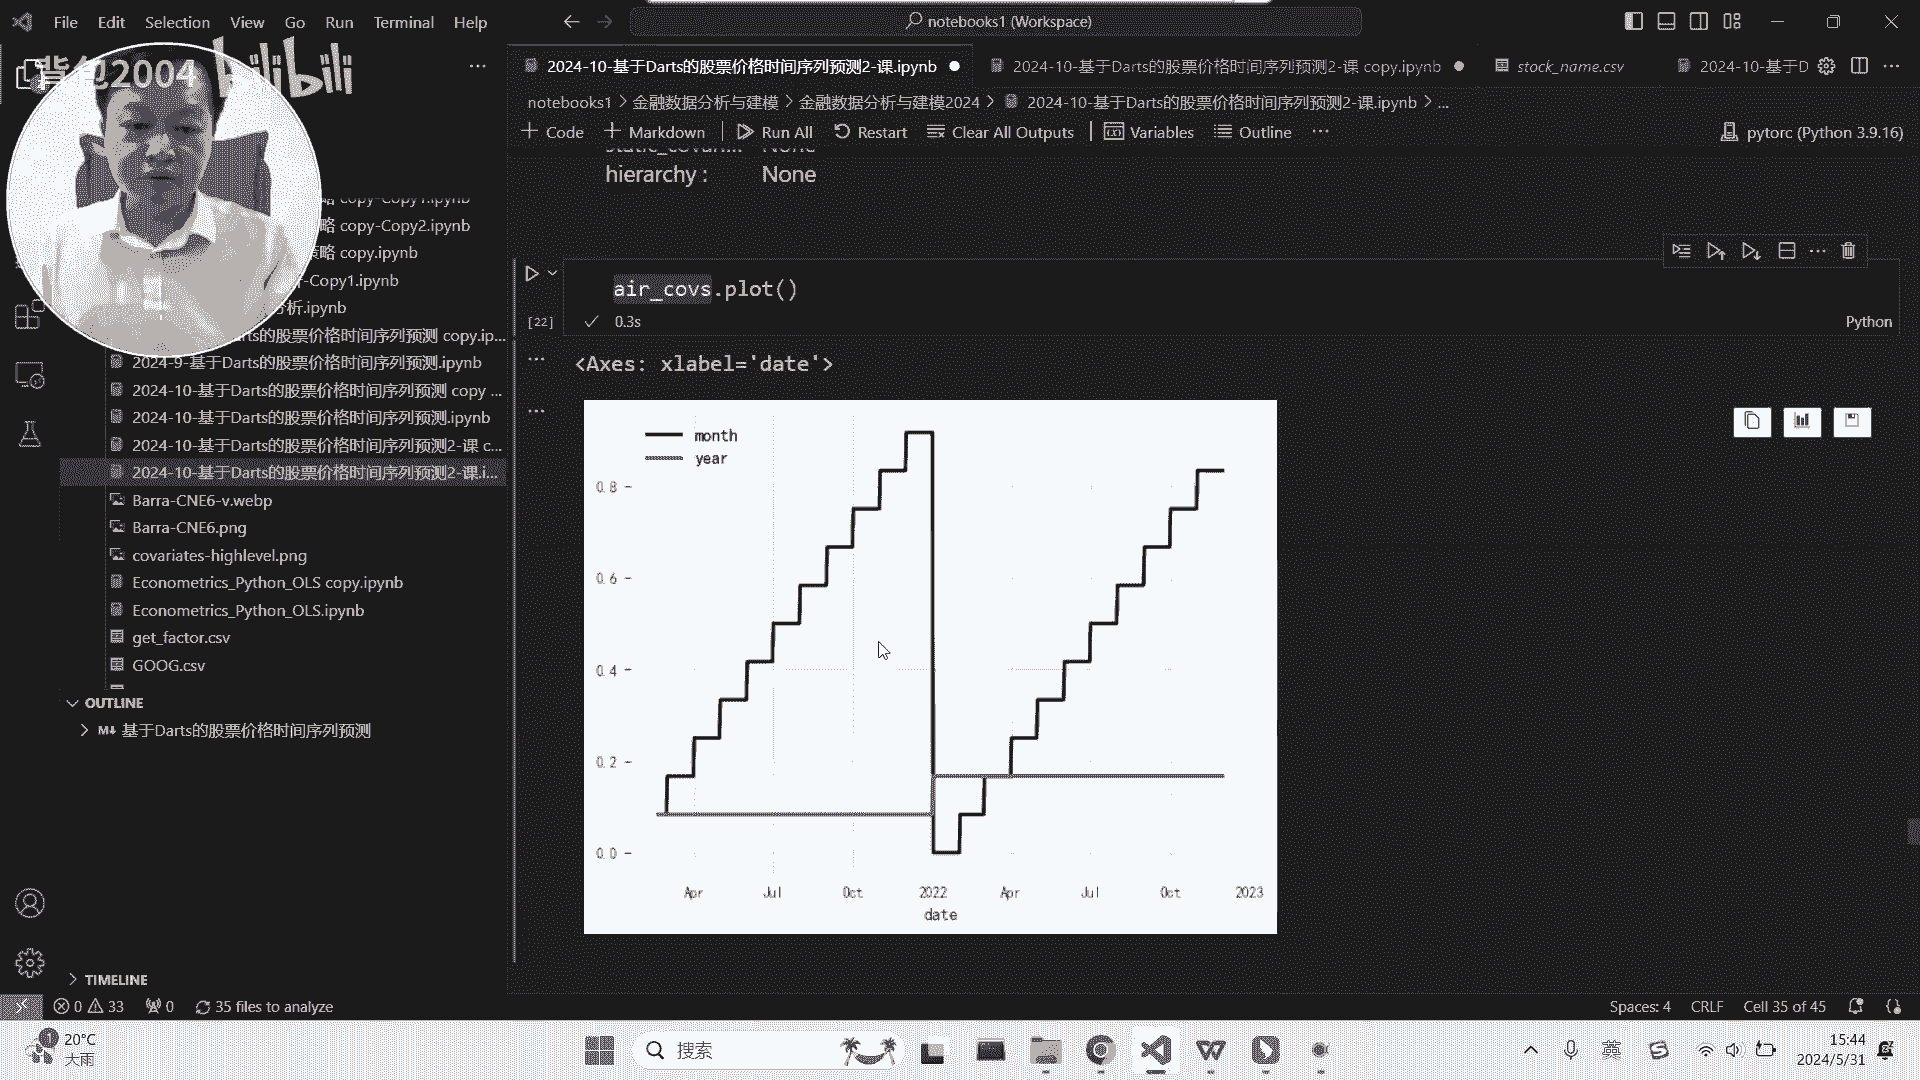 File Edit Selection View Go Run Terminal Help
notebooks1 (Workspace)
背包2004 bilibili
2024-10-基于Darts的股票价格时间序列预测2-课.ipynb
2024-10-基于Darts的股票价格时间序列预测2-课 copy.ipynb
stock_name.csv
2024-10-基于D
notebooks1 > 金融数据分析与建模 > 金融数据分析与建模2024 > 2024-10-基于Darts的股票价格时间序列预测2-课.ipynb > ...
+ Code + Markdown Run All Restart Clear All Outputs Variables Outline ...
pytorc (Python 3.9.16)
None
hierarchy : None
略 copy-Copy1.ipynb
略 copy-Copy2.ipynb
策略 copy.ipynb
-Copy1.ipynb
分析.ipynb
Darts的股票价格时间序列预测 copy.ip...
2024-9-基于Darts的股票价格时间序列预测.ipynb
2024-10-基于Darts的股票价格时间序列预测 copy ...
2024-10-基于Darts的股票价格时间序列预测.ipynb
2024-10-基于Darts的股票价格时间序列预测2-课 c...
2024-10-基于Darts的股票价格时间序列预测2-课.i...
Barra-CNE6-v.webp
Barra-CNE6.png
covariates-highlevel.png
Econometrics_Python_OLS copy.ipynb
Econometrics_Python_OLS.ipynb
get_factor.csv
GOOG.csv
OUTLINE
M↓ 基于Darts的股票价格时间序列预测
TIMELINE
air_covs.plot()
[22] 0.3s Python
<Axes: xlabel='date'>
month
year
0.8
0.6
0.4
0.2
0.0
Apr Jul Oct 2022 Apr Jul Oct 2023
date
0 33 0 35 files to analyze
Spaces: 4 CRLF Cell 35 of 45
1 20°C
大雨
搜索
英
15:44
2024/5/31